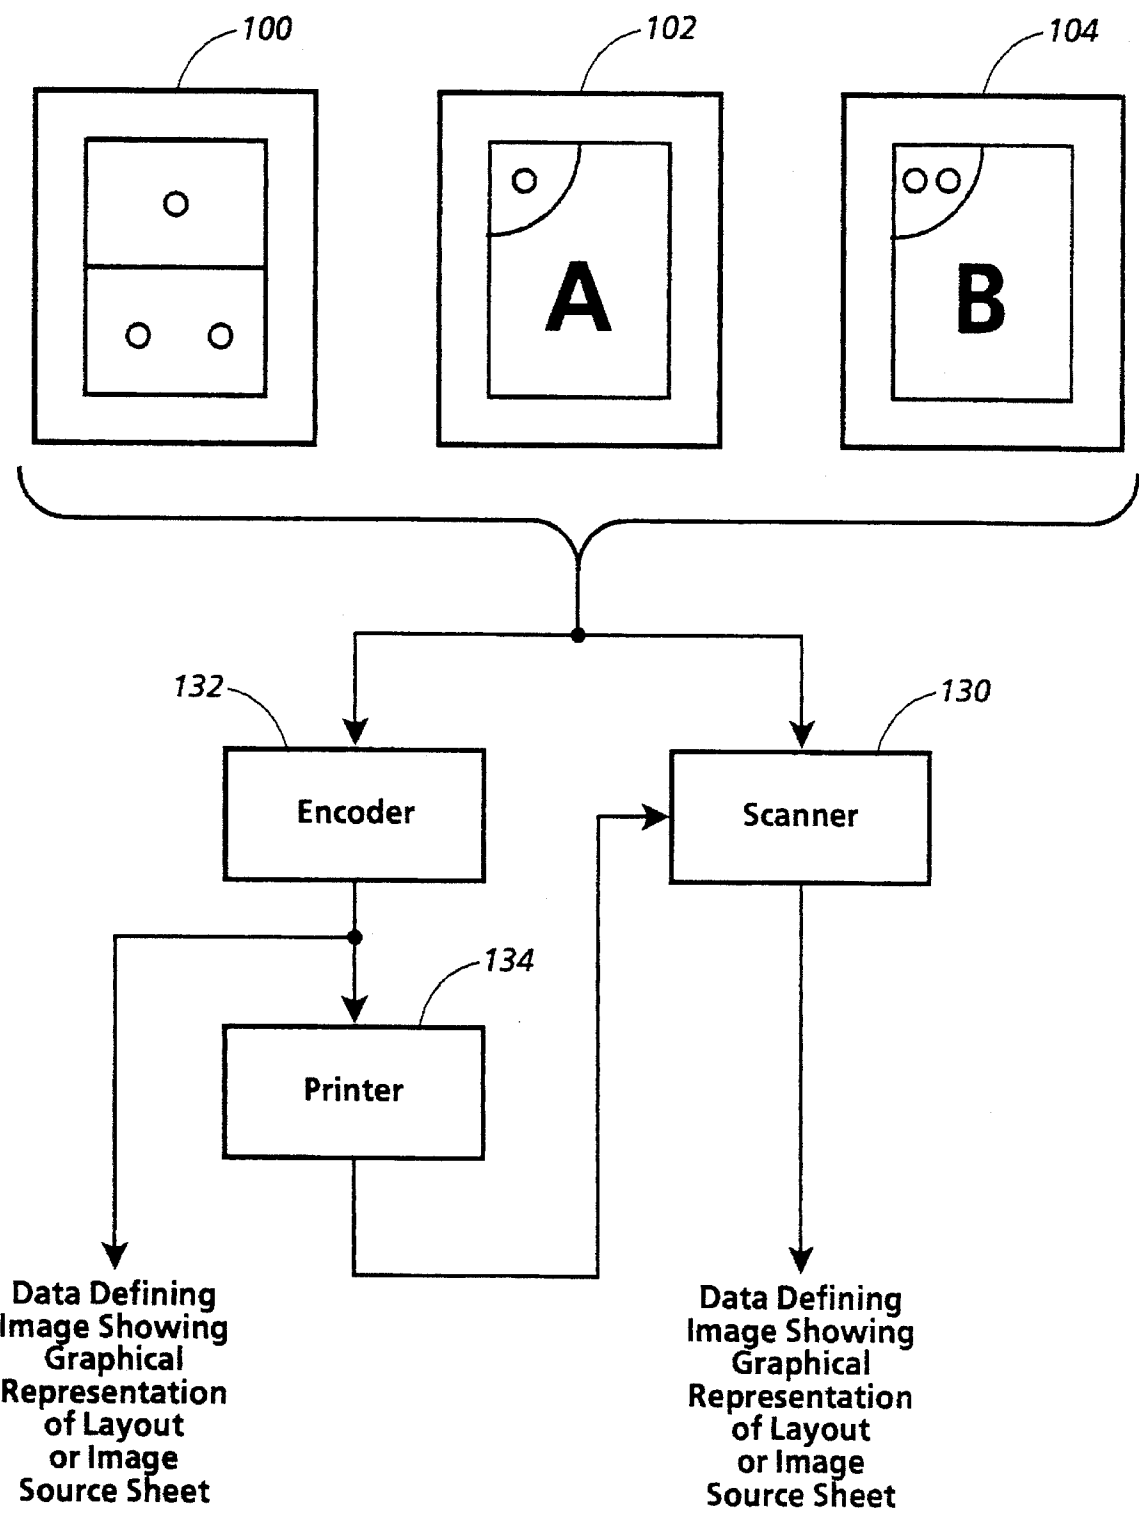 100
102
104
A
B
132
130
Encoder
Scanner
134
Printer
Data Defining
Image Showing
Graphical
Representation
of Layout
or Image
Source Sheet
Data Defining
Image Showing
Graphical
Representation
of Layout
or Image
Source Sheet